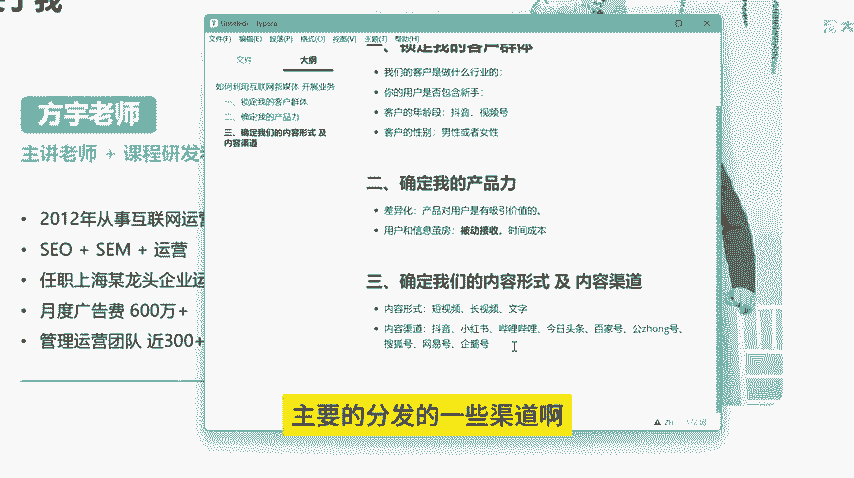 于我
Typora
文件(F) 编辑(E) 段落(P) 格式(O) 视图(V) 主题(T) 帮助(H)
文件
大纲
如何利用互联网新媒体 开展业务
一、锁定我的客户群体
二、确定我的产品力
三、确定我们的内容形式 及
内容渠道
一、锁定我的客户群体
我们的客户是做什么行业的：
你的用户是否包含新手：
客户的年龄段：抖音、视频号
客户的性别：男性或者女性
二、确定我的产品力
差异化：产品对用户是有吸引价值的。
用户和信息茧房：被动接收。时间成本
三、确定我们的内容形式 及 内容渠道
内容形式：短视频、长视频、文字
内容渠道：抖音、小红书、哔哩哔哩、今日头条、百家号、公zhong号、
搜狐号、网易号、企鹅号
方宇老师
主讲老师 + 课程研发
2012年从事互联网运营
SEO + SEM + 运营
任职上海某龙头企业运
月度广告费 600万+
管理运营团队 近300+
主要的分发的一些渠道啊